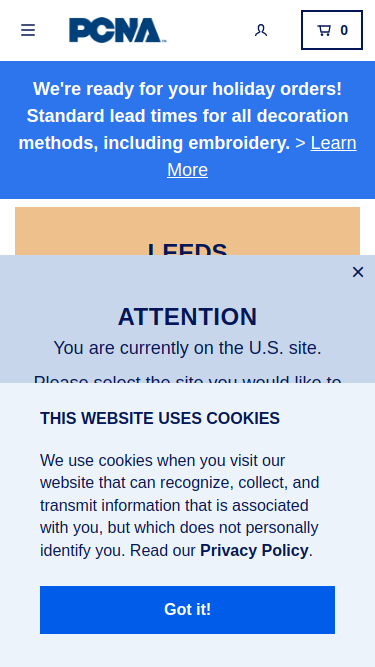 PCNA
0
We're ready for your holiday orders!
Standard lead times for all decoration
methods, including embroidery. > Learn
More
LEEDS
×
ATTENTION
You are currently on the U.S. site.
Please select the site you would like to
THIS WEBSITE USES COOKIES
We use cookies when you visit our
website that can recognize, collect, and
transmit information that is associated
with you, but which does not personally
identify you. Read our Privacy Policy.
Got it!